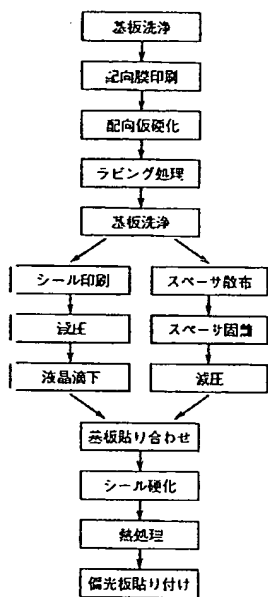 基板洗浄
配向膜印刷
配向仮硬化
ラビング処理
基板洗浄
シール印刷
減圧
液晶滴下
スペーサ散布
スペーサ固着
減圧
基板貼り合わせ
シール硬化
熱処理
偏光板貼り付け